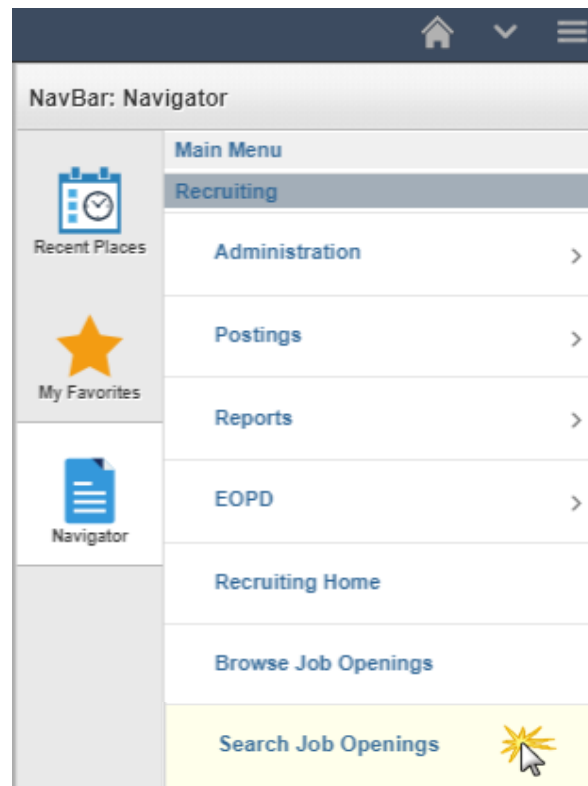 NavBar: Navigator
Main Menu
Recruiting
Recent Places
Administration
Postings
My Favorites
Reports
EOPD
Navigator
Recruiting Home
Browse Job Openings
Search Job Openings